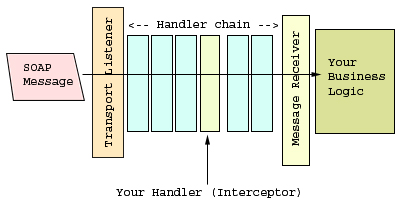 <-- Handler chain -->
SOAP
Message
Transport Listener
Message Receiver
Your
Business
Logic
Your Handler (Interceptor)